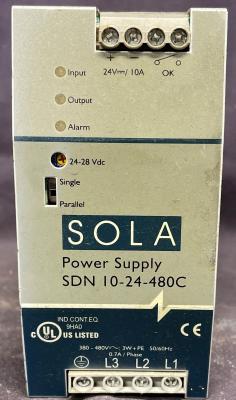 + -
24V⎓/ 10A OK
Input
Output
Alarm
24-28 Vdc
Single
Parallel
SOLA
Power Supply
SDN 10-24-480C
IND.CONT.EQ.
9HA0
C UL US LISTED
CE
380 - 480V~; 3W+PE 50/60Hz
0.7A / Phase
L3 L2 L1